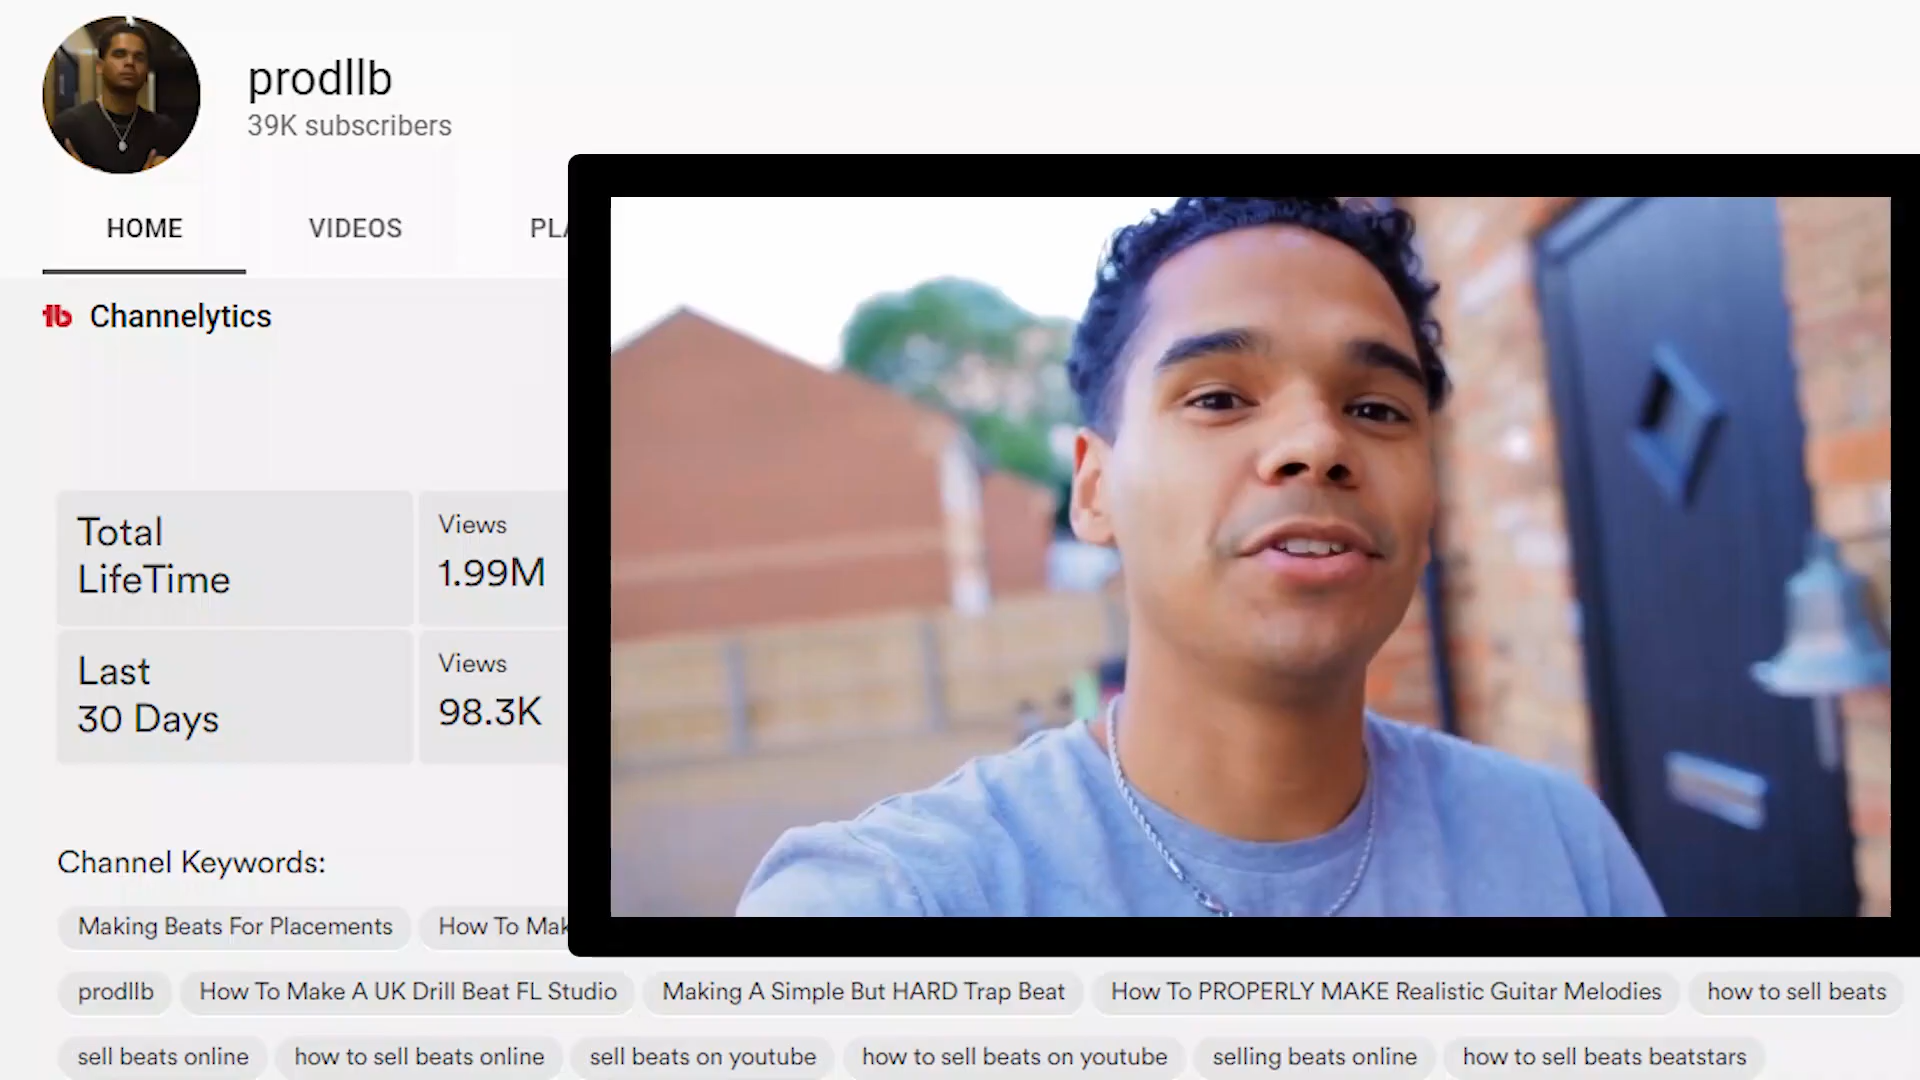 prodllb
39K subscribers
HOME VIDEOS
tb Channelytics
Total
LifeTime
Views
1.99M
Last
30 Days
Views
98.3K
Channel Keywords:
Making Beats For Placements How To
prodllb How To Make A UK Drill Beat FL Studio Making A Simple But HARD Trap Beat How To PROPERLY MAKE Realistic Guitar Melodies how to sell beats
sell beats online how to sell beats online sell beats on youtube how to sell beats on youtube selling beats online how to sell beats beatstars